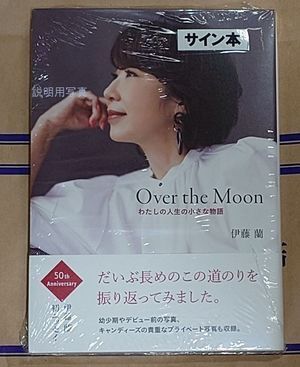 サイン本
説明用写真
Over the Moon
わたしの人生の小さな物語
伊藤 蘭
50th
Anniversary
だいぶ長めのこの道のりを
振り返ってみました。
幼少期やデビュー前の写真、
キャンディーズの貴重なプライベート写真も収録。